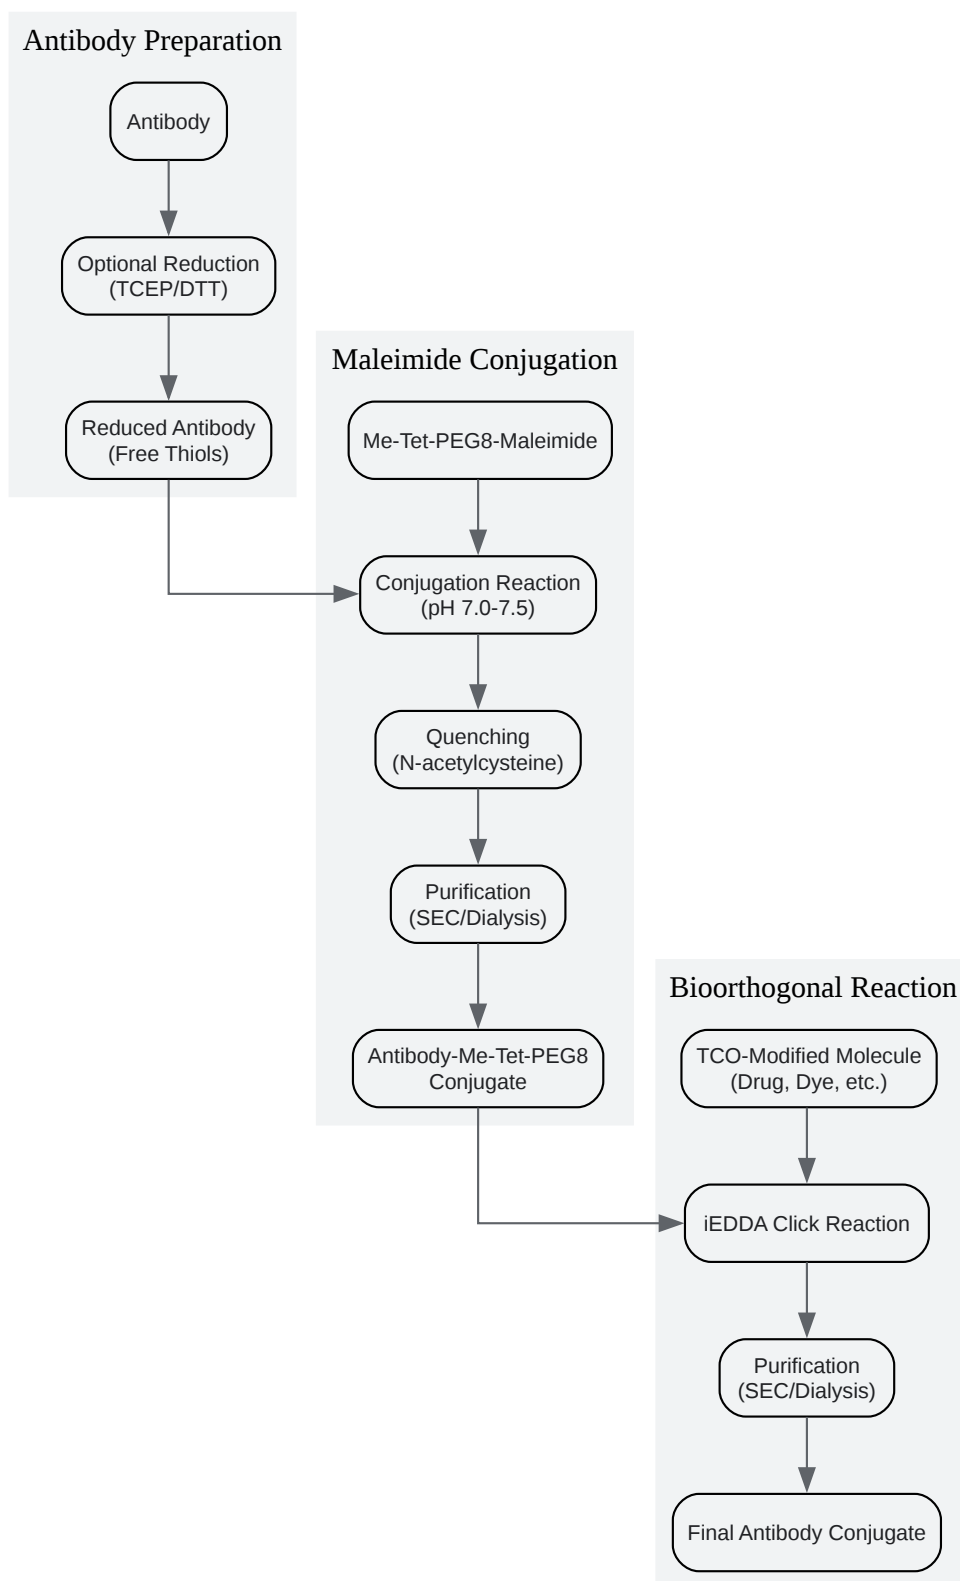 Antibody Preparation
Antibody
Optional Reduction
(TCEP/DTT)
Reduced Antibody
(Free Thiols)
Maleimide Conjugation
Me-Tet-PEG8-Maleimide
Conjugation Reaction
(pH 7.0-7.5)
Quenching
(N-acetylcysteine)
Purification
(SEC/Dialysis)
Antibody-Me-Tet-PEG8
Conjugate
Bioorthogonal Reaction
TCO-Modified Molecule
(Drug, Dye, etc.)
iEDDA Click Reaction
Purification
(SEC/Dialysis)
Final Antibody Conjugate